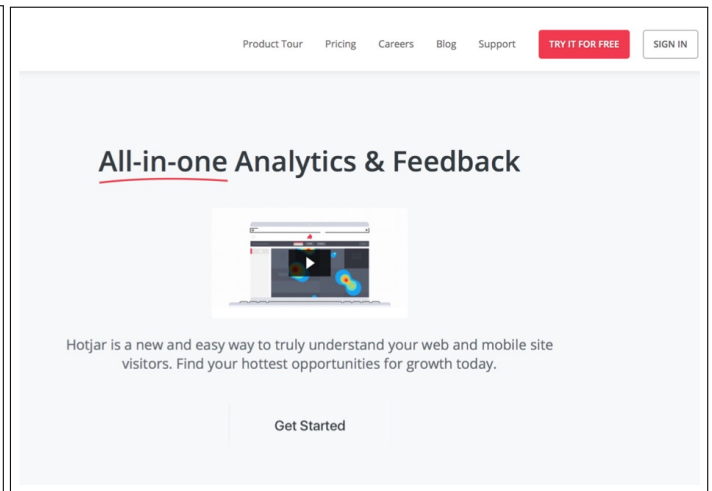 Product Tour Pricing Careers Blog Support TRY IT FOR FREE SIGN IN
All-in-one Analytics & Feedback
Hotjar is a new and easy way to truly understand your web and mobile site
visitors. Find your hottest opportunities for growth today.
Get Started